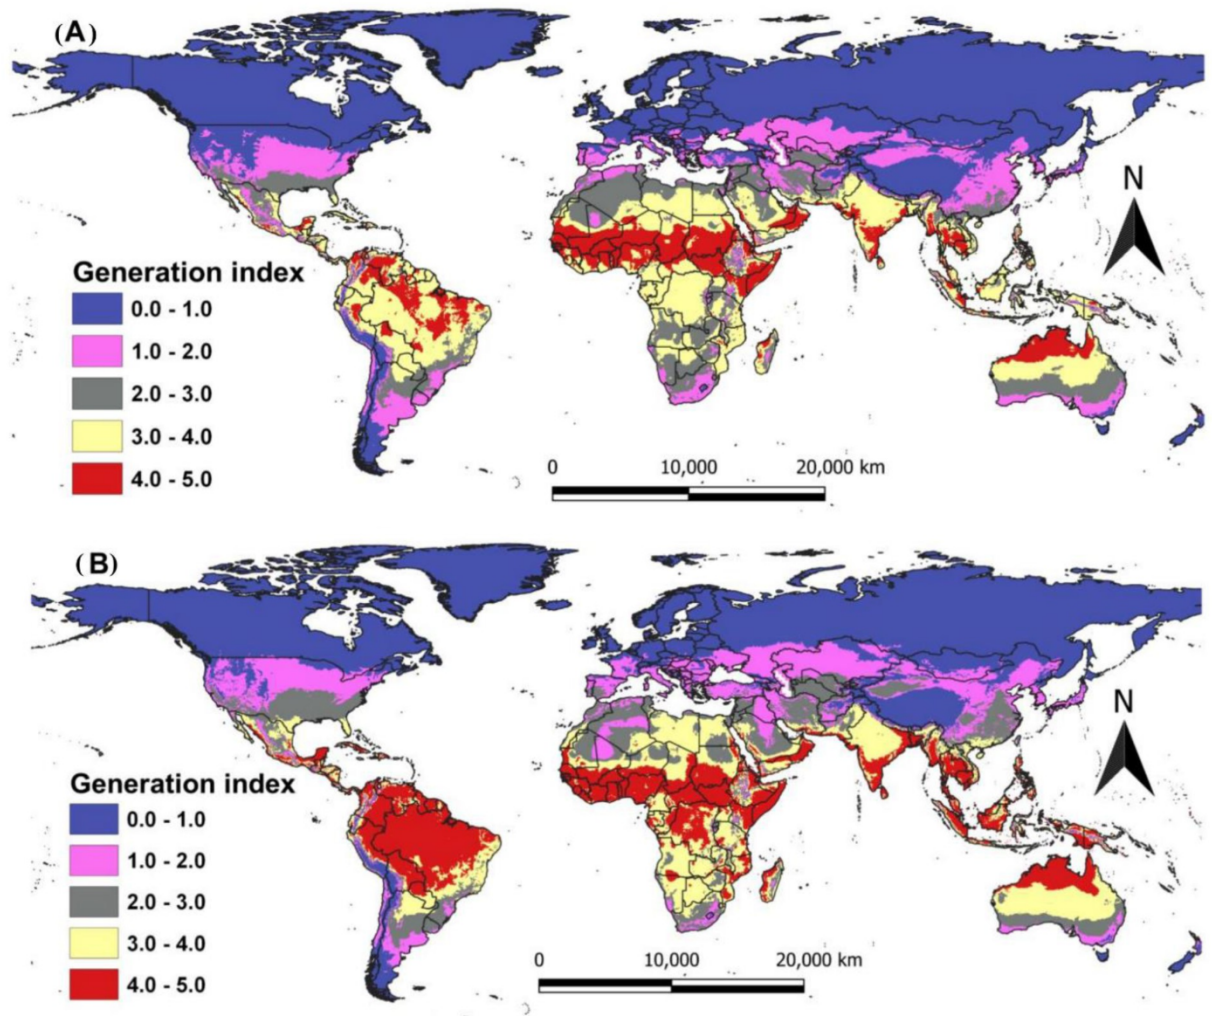 (A)
N
Generation index
0.0 - 1.0
1.0 - 2.0
2.0 - 3.0
3.0 - 4.0
4.0 - 5.0
0 10,000 20,000 km
(B)
N
Generation index
0.0 - 1.0
1.0 - 2.0
2.0 - 3.0
3.0 - 4.0
4.0 - 5.0
0 10,000 20,000 km